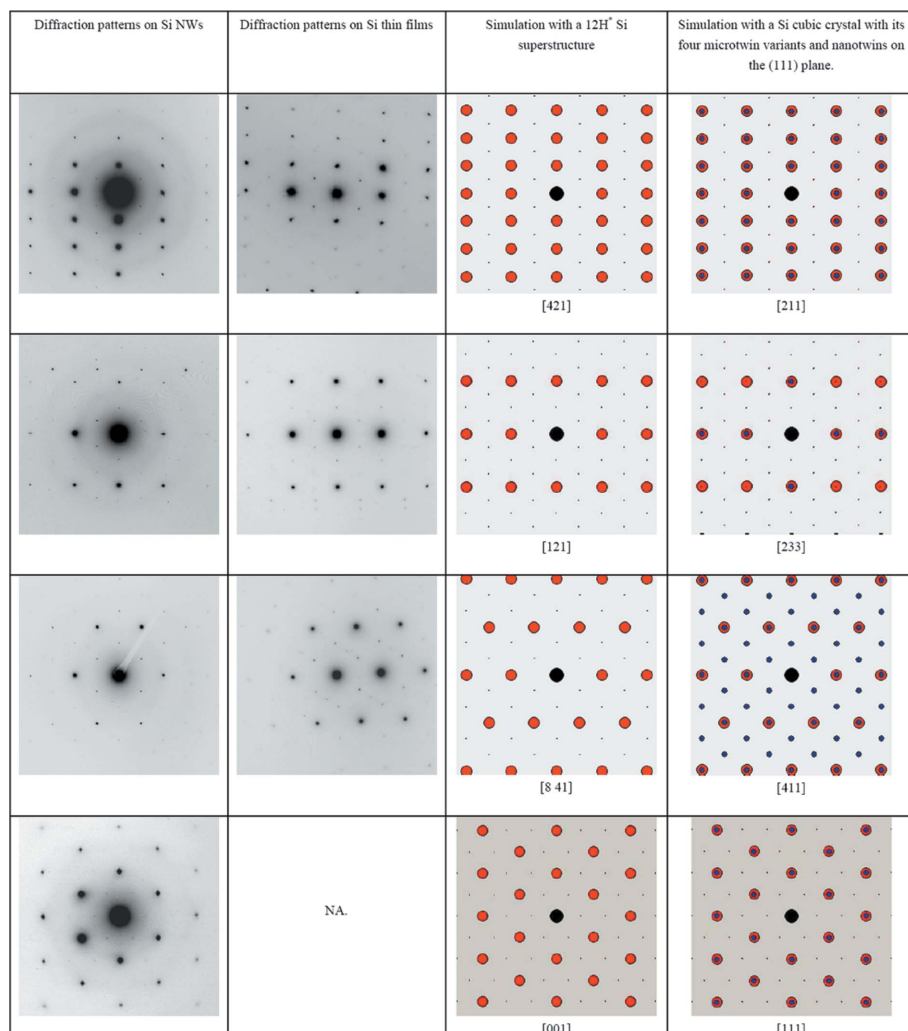 Diffraction patterns on Si NWs
Diffraction patterns on Si thin films
Simulation with a 12H* Si
superstructure
Simulation with a Si cubic crystal with its
four microtwin variants and nanotwins on
the (111) plane.
[421]
[211]
[121]
[233]
[8 41]
[411]
NA.
[001]
[111]